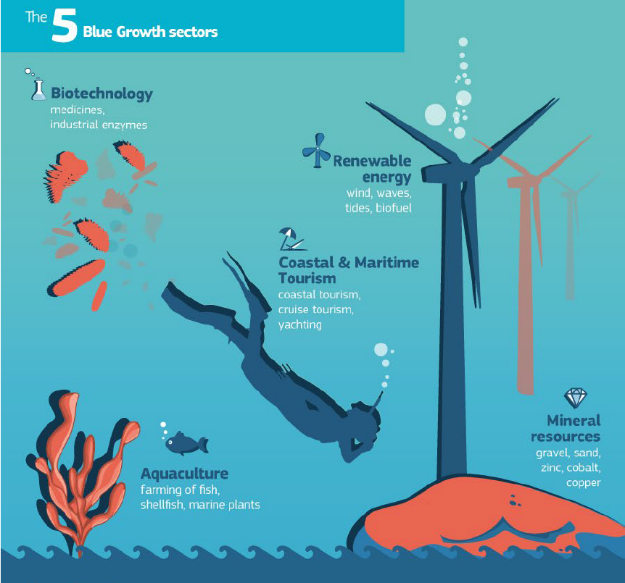 The 5 Blue Growth sectors
Biotechnology
medicines,
industrial enzymes
Renewable
energy
wind, waves,
tides, biofuel
Coastal & Maritime
Tourism
coastal tourism,
cruise tourism,
yachting
Mineral
resources
gravel, sand,
zinc, cobalt,
copper
Aquaculture
farming of fish,
shellfish, marine plants